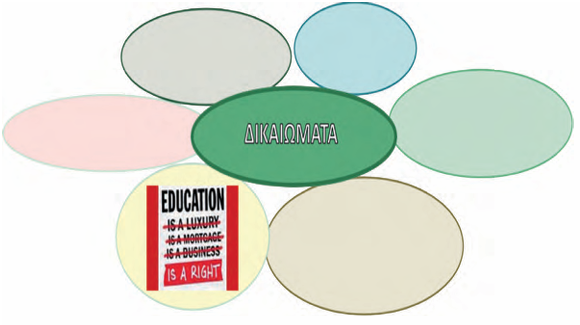 ΔΙΚΑΙΩΜΑΤΑ
EDUCATION
IS A LUXURY
IS A MORTGAGE
IS A BUSINESS
IS A RIGHT